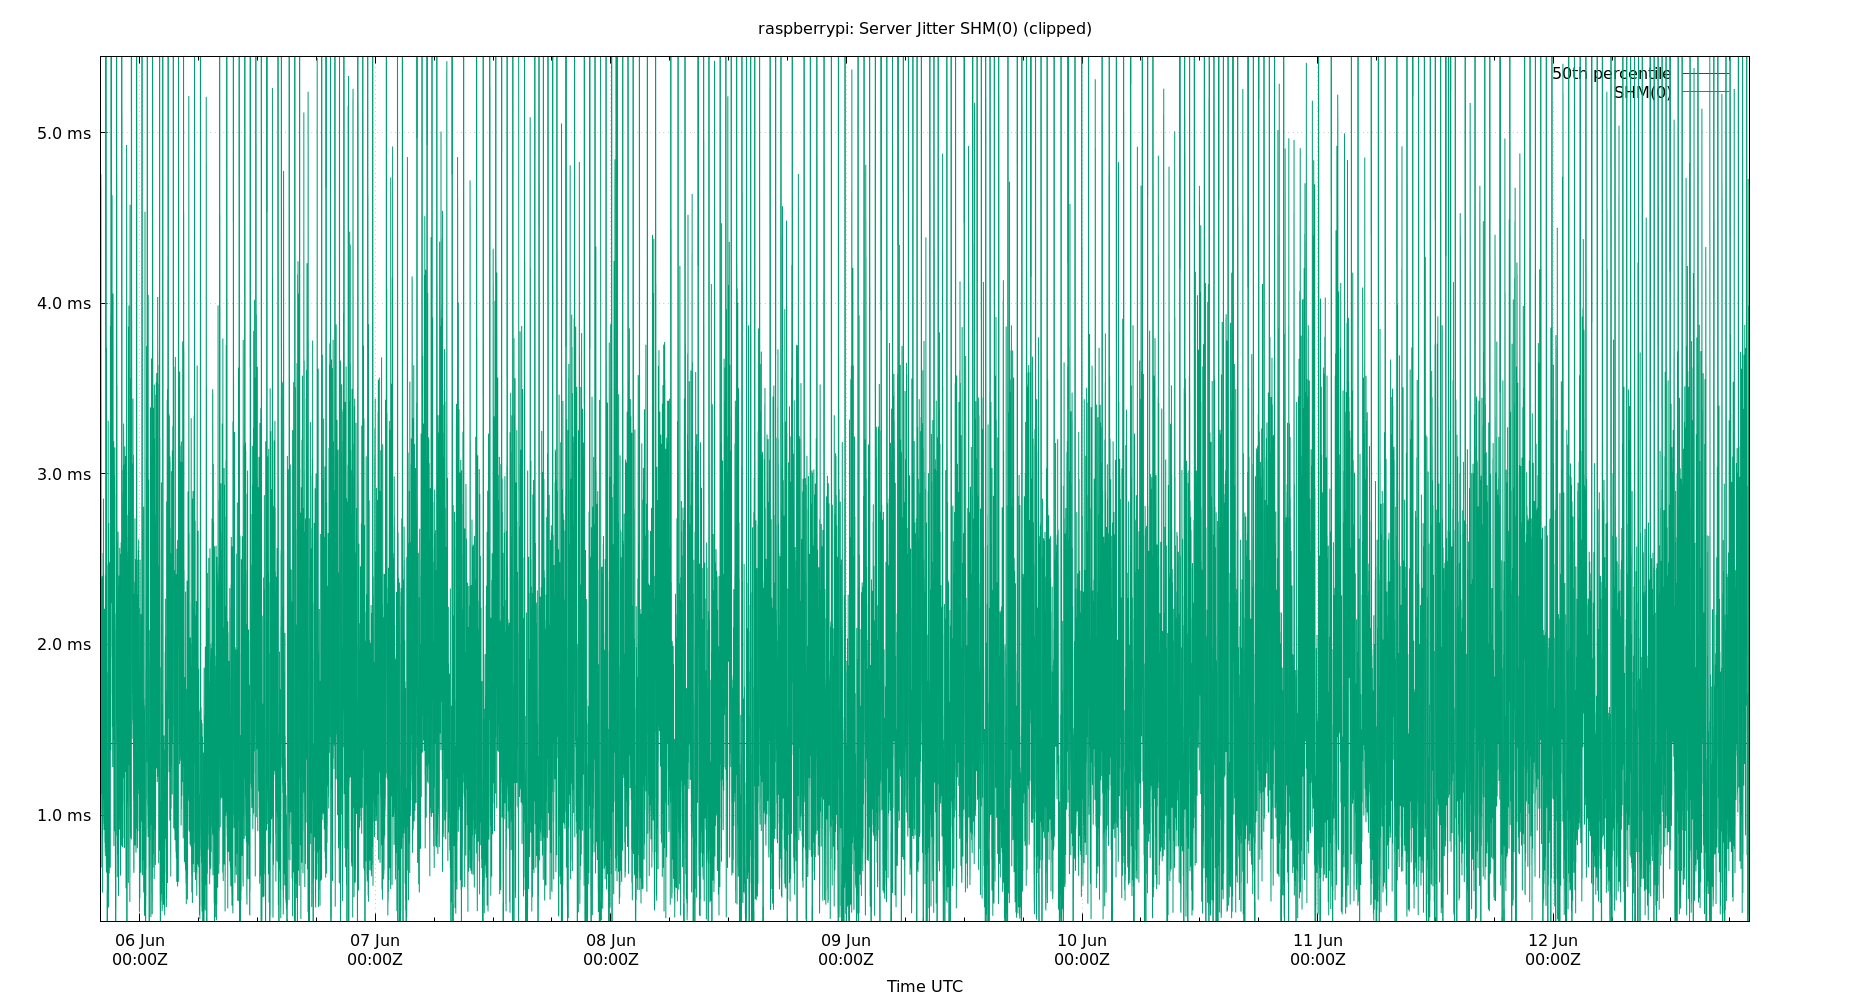 raspberrypi: Server Jitter SHM(0) (clipped)
50th percentile
SHM(0)
5.0 ms
4.0 ms
3.0 ms
2.0 ms
1.0 ms
06 Jun 07 Jun 08 Jun 09 Jun 10 Jun 11 Jun 12 Jun
00:00Z 00:00Z 00:00Z 00:00Z 00:00Z 00:00Z 00:00Z
Time UTC